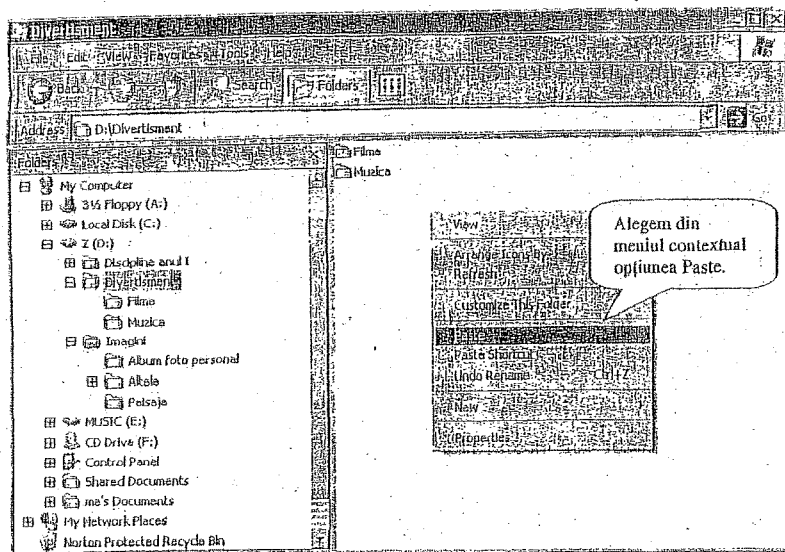 Divertisment
File Edit View Favorites Tools Help
Back Search Folders
Address D:\Divertisment Go
Folders
Filme
Muzica
My Computer
3½ Floppy (A:)
Local Disk (C:)
Z (D:)
Discipline anul I
Divertisment
Filme
Muzica
Imagini
Album foto personal
Altele
Peisaje
MUSIC (E:)
CD Drive (F:)
Control Panel
Shared Documents
ma's Documents
My Network Places
Norton Protected Recycle Bin
View
Arrange Icons By
Refresh
Customize This Folder...
Paste Shortcut
Undo Rename Ctrl+Z
New
Properties
Alegem din
meniul contextual
opțiunea Paste.